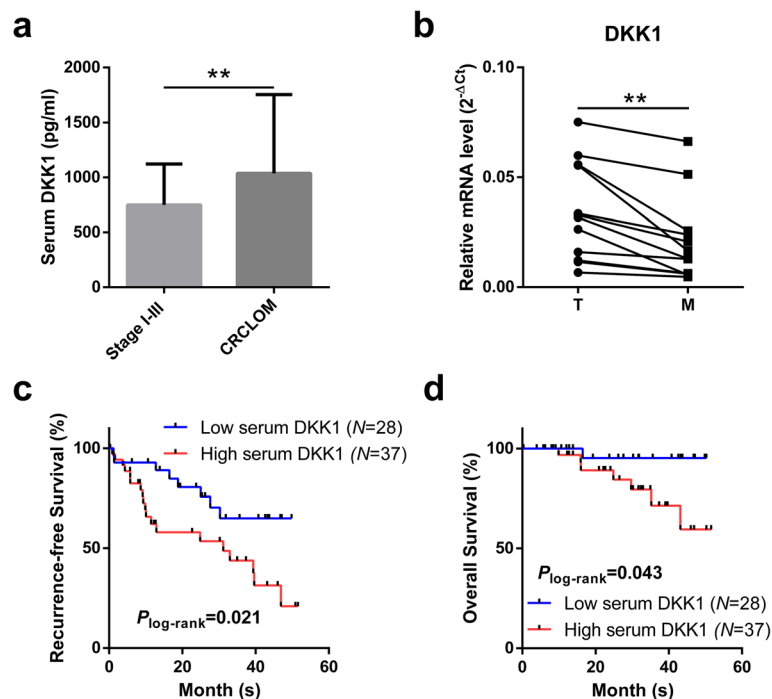 a
Serum DKK1 (pg/ml)
2000
1500
1000
500
0
**
Stage I-III
CRCLOM
b
DKK1
Relative mRNA level (2^-ΔCt)
0.10
0.05
0.00
**
T
M
c
Recurrence-free Survival (%)
100
50
0
Low serum DKK1 (N=28)
High serum DKK1 (N=37)
P log-rank=0.021
0
20
40
60
Month (s)
d
Overall Survival (%)
100
50
0
P log-rank=0.043
Low serum DKK1 (N=28)
High serum DKK1 (N=37)
0
20
40
60
Month (s)